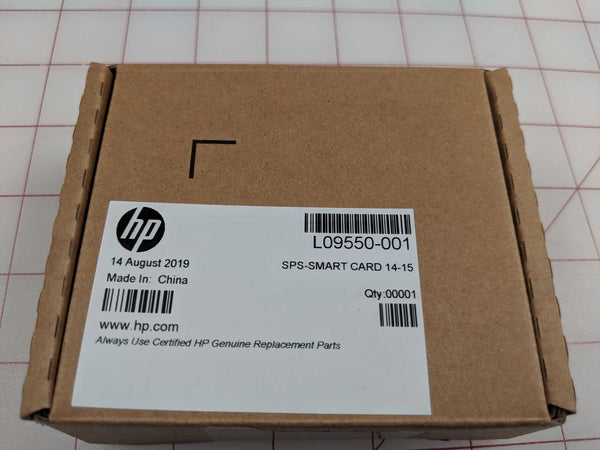 hp
L09550-001
14 August 2019
SPS-SMART CARD 14-15
Made In: China
Qty:00001
www.hp.com
Always Use Certified HP Genuine Replacement Parts